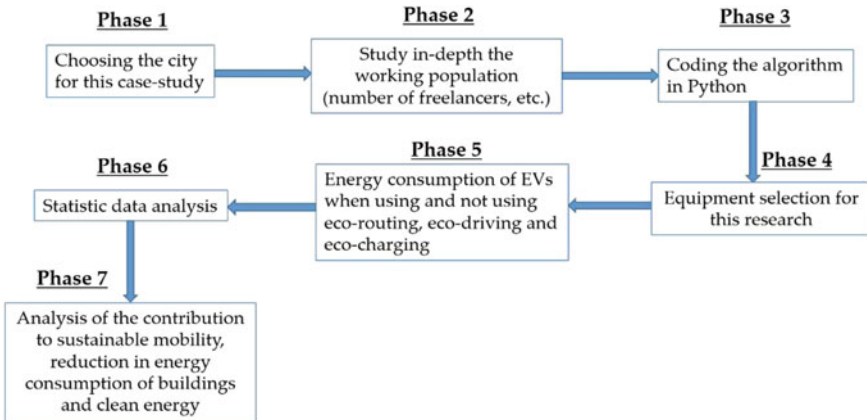 Phase 1
Choosing the city
for this case-study
Phase 2
Study in-depth the
working population
(number of freelancers, etc.)
Phase 3
Coding the algorithm
in Python
Phase 4
Equipment selection for
this research
Phase 5
Energy consumption of EVs
when using and not using
eco-routing, eco-driving and
eco-charging
Phase 6
Statistic data analysis
Phase 7
Analysis of the contribution
to sustainable mobility,
reduction in energy
consumption of buildings
and clean energy